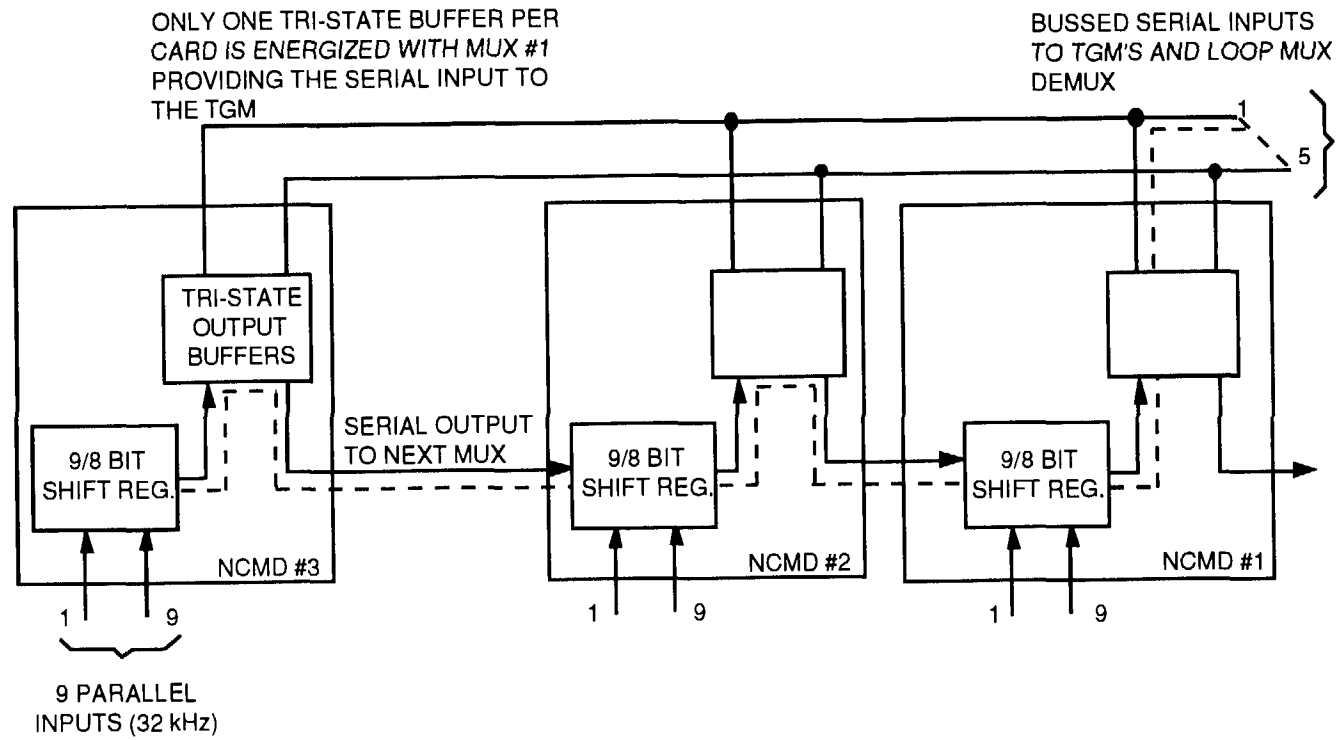 ONLY ONE TRI-STATE BUFFER PER
CARD IS ENERGIZED WITH MUX #1
PROVIDING THE SERIAL INPUT TO
THE TGM
BUSSED SERIAL INPUTS
TO TGM'S AND LOOP MUX
DEMUX
1
5
TRI-STATE
OUTPUT
BUFFERS
SERIAL OUTPUT
TO NEXT MUX
9/8 BIT
SHIFT REG.
9/8 BIT
SHIFT REG.
9/8 BIT
SHIFT REG.
NCMD #3
NCMD #2
NCMD #1
1 9
1 9
1 9
9 PARALLEL
INPUTS (32 kHz)